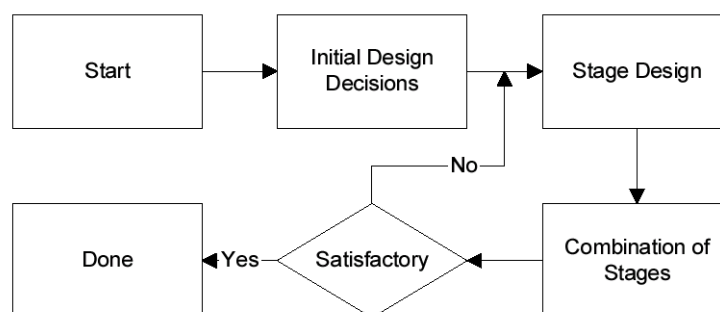 Start
Initial Design
Decisions
Stage Design
No
Done
Yes
Satisfactory
Combination of
Stages